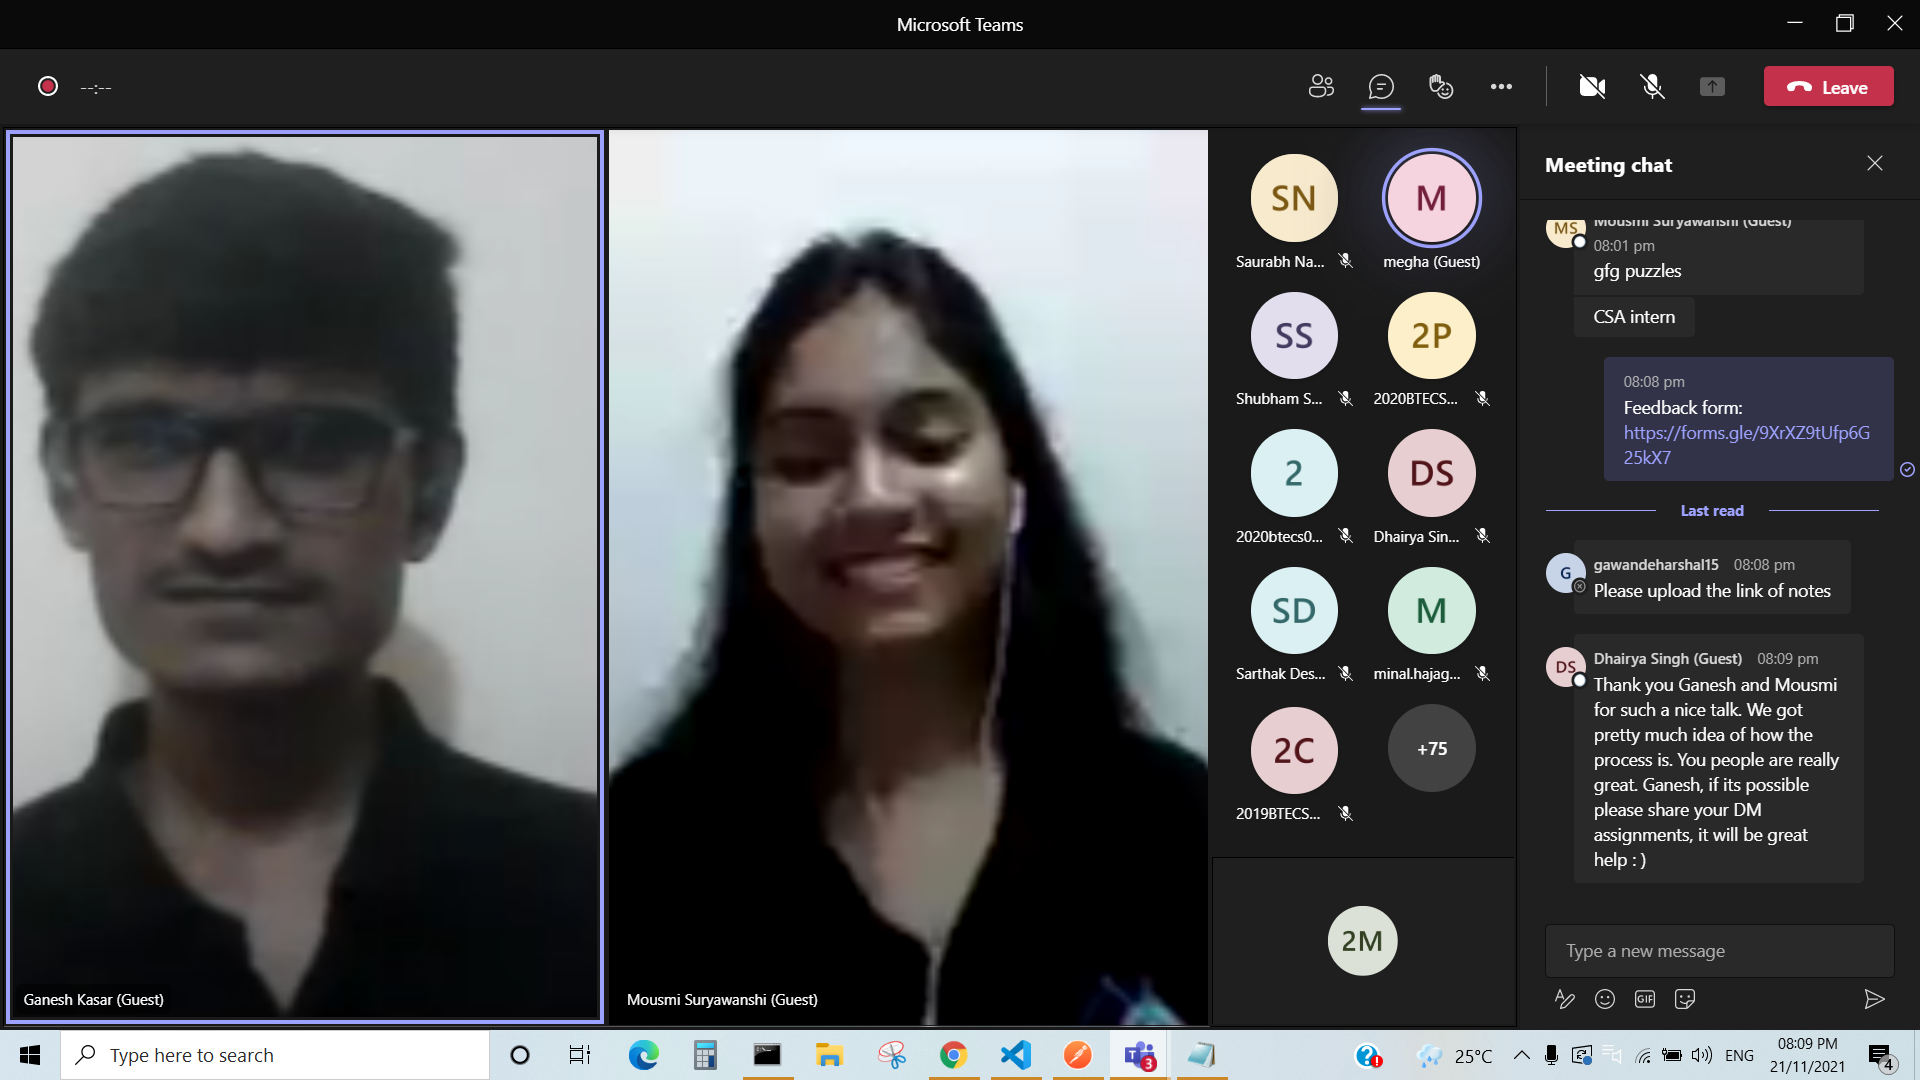 Microsoft Teams
--:--
Leave
Ganesh Kasar (Guest)
Mousmi Suryawanshi (Guest)
SN
Saurabh Na...
M
megha (Guest)
SS
Shubham S...
2P
2020BTECS...
2
2020btecs0...
DS
Dhairya Sin...
SD
Sarthak Des...
M
minal.hajag...
2C
2019BTECS...
+75
2M
Meeting chat
MS
Mousmi Suryawanshi (Guest)
08:01 pm
gfg puzzles
CSA intern
08:08 pm
Feedback form:
https://forms.gle/9XrXZ9tUfp6G
25kX7
Last read
G
gawandeharshal15 08:08 pm
Please upload the link of notes
DS
Dhairya Singh (Guest) 08:09 pm
Thank you Ganesh and Mousmi
for such a nice talk. We got
pretty much idea of how the
process is. You people are really
great. Ganesh, if its possible
please share your DM
assignments, it will be great
help : )
Type a new message
GIF
Type here to search
3
25°C
ENG
08:09 PM
21/11/2021
4